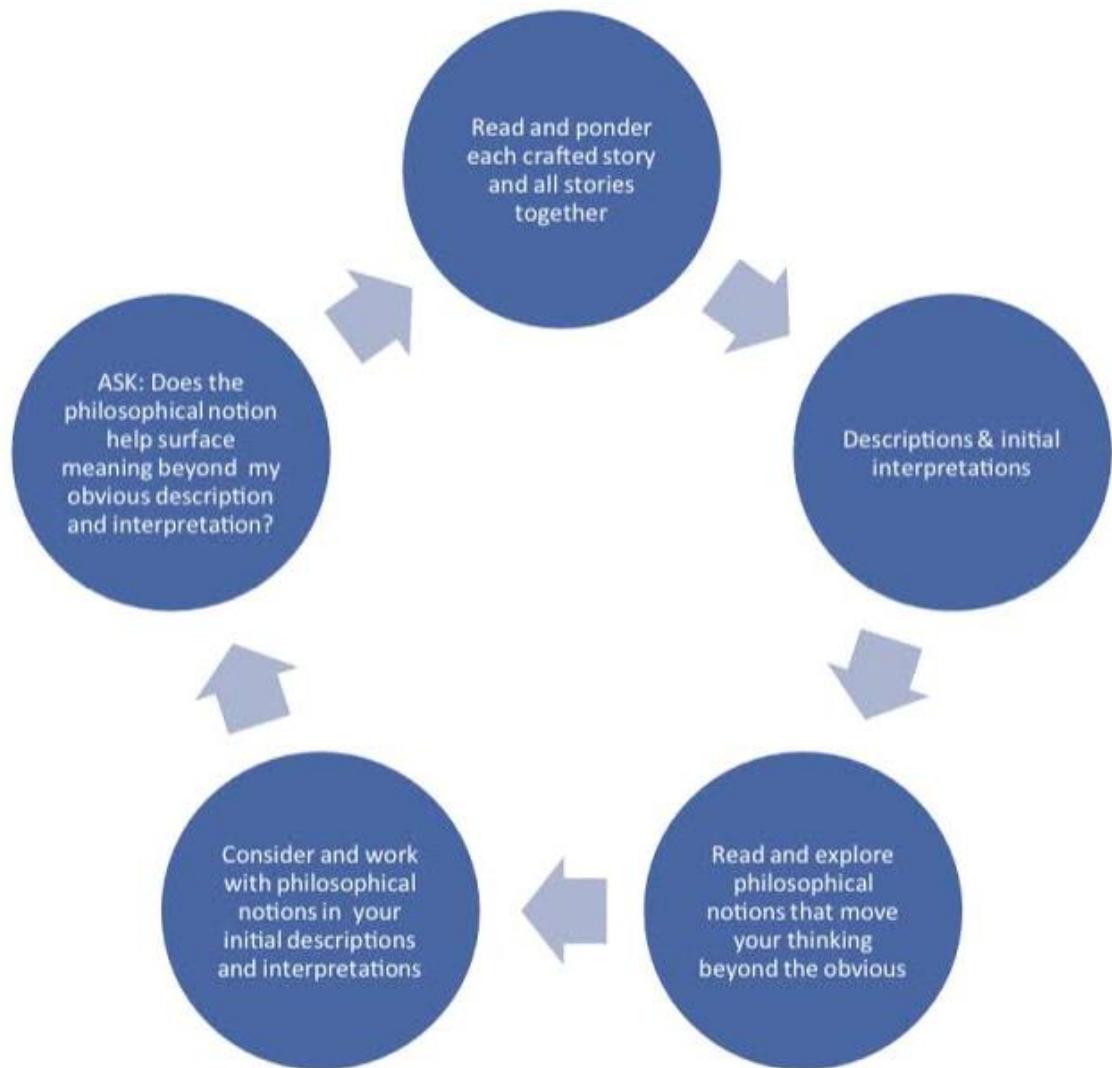 Read and ponder
each crafted story
and all stories
together
Descriptions & initial
interpretations
Read and explore
philosophical
notions that move
your thinking
beyond the obvious
Consider and work
with philosophical
notions in your
initial descriptions
and interpretations
ASK: Does the
philosophical notion
help surface
meaning beyond my
obvious description
and interpretation?